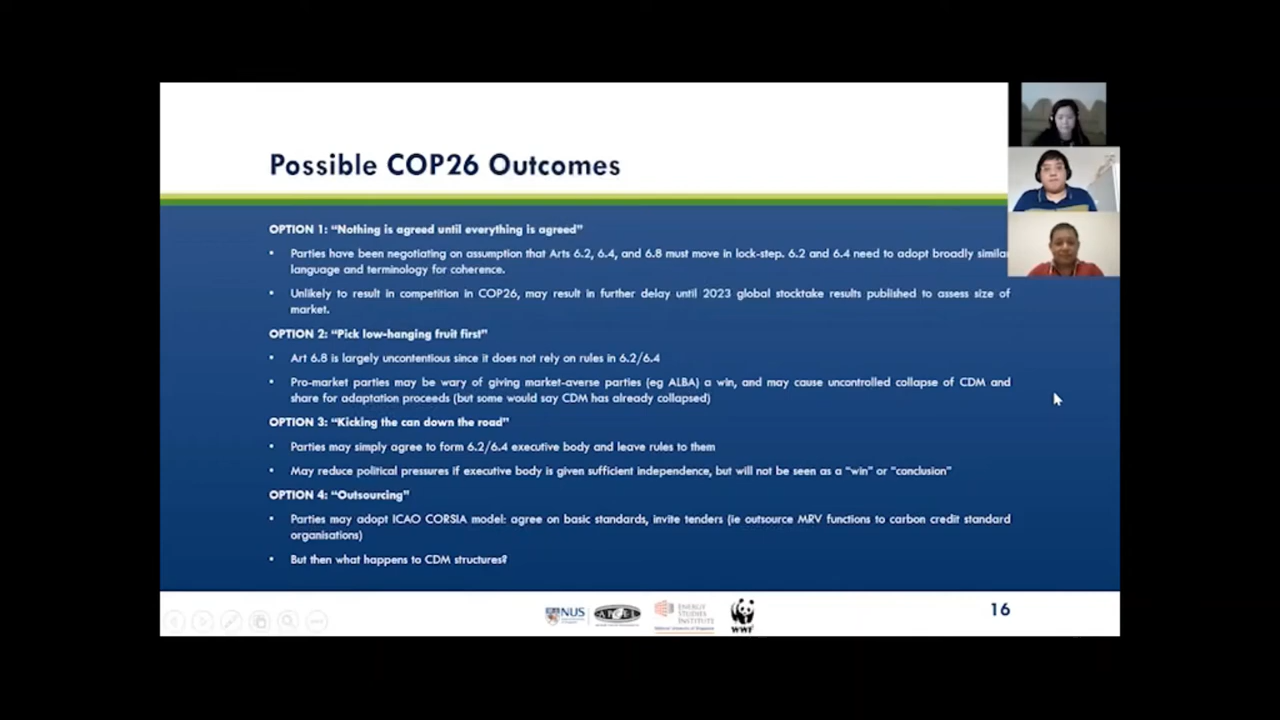 Possible COP26 Outcomes
OPTION 1: “Nothing is agreed until everything is agreed”
▪ Parties have been negotiating on assumption that Arts 6.2, 6.4, and 6.8 must move in lock-step. 6.2 and 6.4 need to adopt broadly similar
language and terminology for coherence.
▪ Unlikely to result in competition in COP26, may result in further delay until 2023 global stocktake results published to assess size of
market.
OPTION 2: “Pick low-hanging fruit first”
▪ Art 6.8 is largely uncontentious since it does not rely on rules in 6.2/6.4
▪ Pro-market parties may be wary of giving market-averse parties (eg ALBA) a win, and may cause uncontrolled collapse of CDM and
share for adaptation proceeds (but some would say CDM has already collapsed)
OPTION 3: “Kicking the can down the road”
▪ Parties may simply agree to form 6.2/6.4 executive body and leave rules to them
▪ May reduce political pressures if executive body is given sufficient independence, but will not be seen as a “win” or “conclusion”
OPTION 4: “Outsourcing”
▪ Parties may adopt ICAO CORSIA model: agree on basic standards, invite tenders (ie outsource MRV functions to carbon credit standard
organisations)
▪ But then what happens to CDM structures?
NUS
ENERGY
STUDIES
INSTITUTE
WWF
16